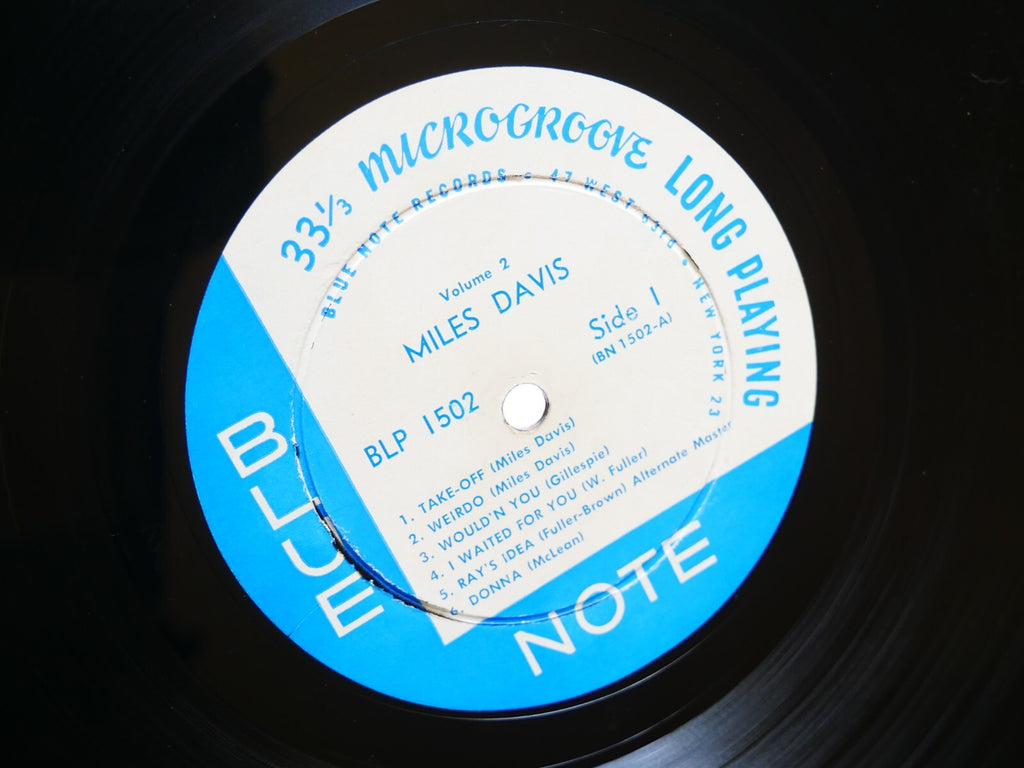 33⅓ MICROGROOVE LONG PLAYING
BLUE NOTE RECORDS • 47 WEST 63rd • NEW YORK 23
Volume 2
MILES DAVIS
BLP 1502
Side 1
(BN 1502-A)
1. TAKE-OFF (Miles Davis)
2. WEIRDO (Miles Davis)
3. WOULD'N YOU (Gillespie)
4. I WAITED FOR YOU (W. Fuller)
5. RAY'S IDEA (Fuller-Brown) Alternate Master
6. DONNA (McLean)
BLUE
NOTE